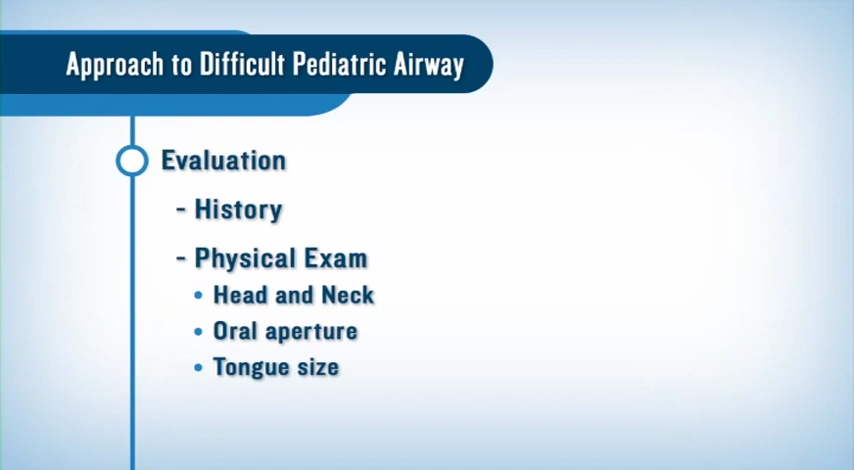 Approach to Difficult Pediatric Airway
Evaluation
- History
- Physical Exam
• Head and Neck
• Oral aperture
• Tongue size